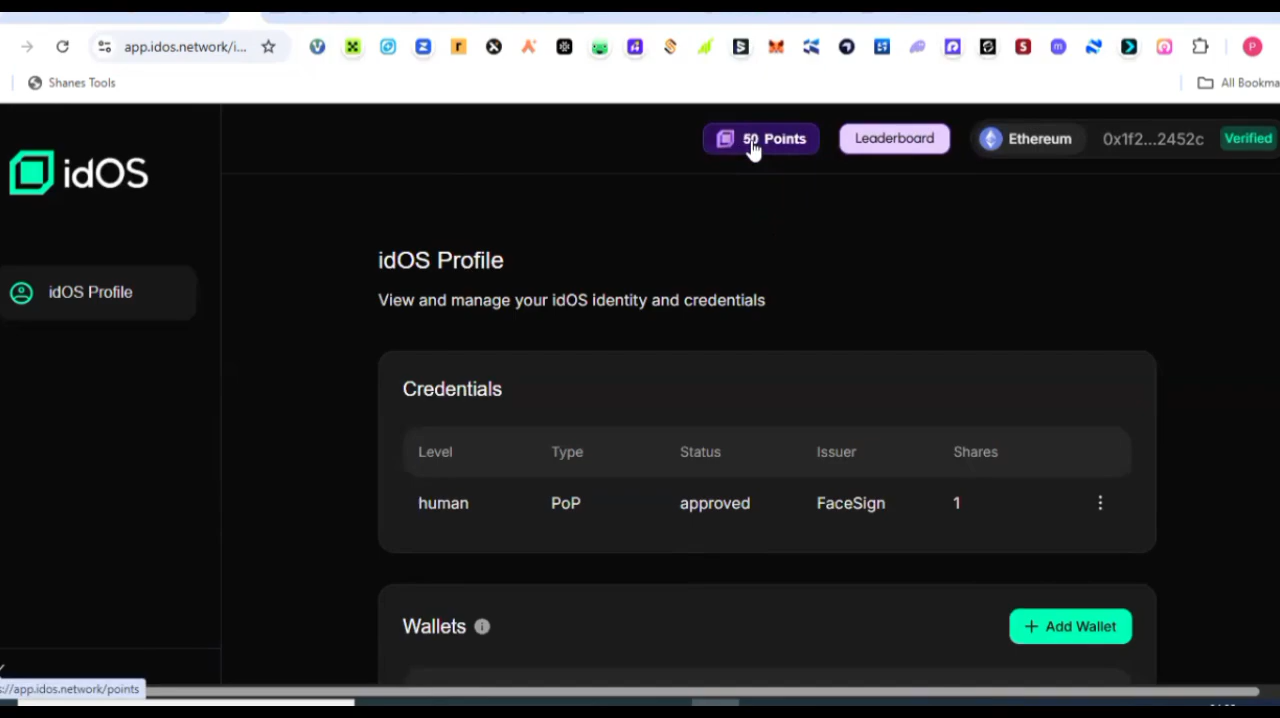 app.idos.network/i...
P
Shanes Tools
All Bookma
idOS
50 Points
Leaderboard
Ethereum
0x1f2...2452c
Verified
idOS Profile
idOS Profile
View and manage your idOS identity and credentials
Credentials
Level Type Status Issuer Shares
human PoP approved FaceSign 1
Wallets
+ Add Wallet
s://app.idos.network/points